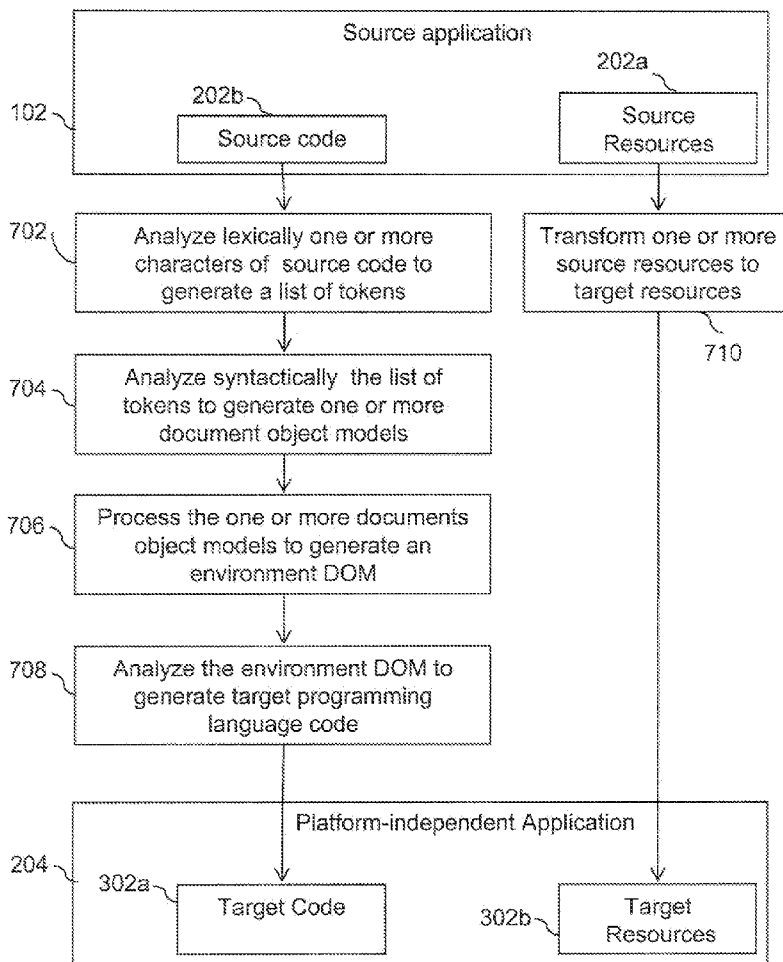 Source application
202a
202b
102
Source code
Source
Resources
702
Analyze lexically one or more
characters of source code to
generate a list of tokens
Transform one or more
source resources to
target resources
710
704
Analyze syntactically the list of
tokens to generate one or more
document object models
706
Process the one or more documents
object models to generate an
environment DOM
708
Analyze the environment DOM to
generate target programming
language code
Platform-independent Application
204
302a
Target Code
302b
Target
Resources